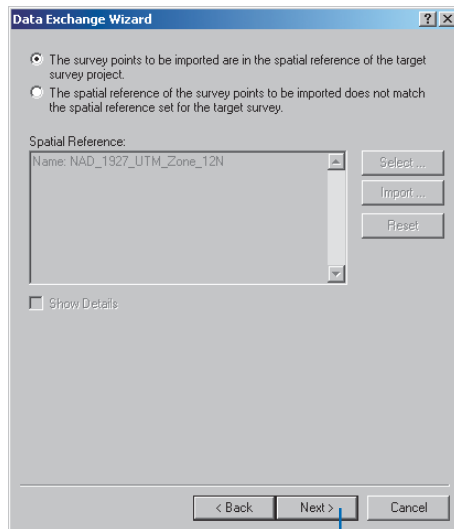 Data Exchange Wizard
The survey points to be imported are in the spatial reference of the target
survey project.
The spatial reference of the survey points to be imported does not match
the spatial reference set for the target survey.
Spatial Reference:
Name: NAD_1927_UTM_Zone_12N
Select ...
Import ...
Reset
Show Details
< Back
Next >
Cancel